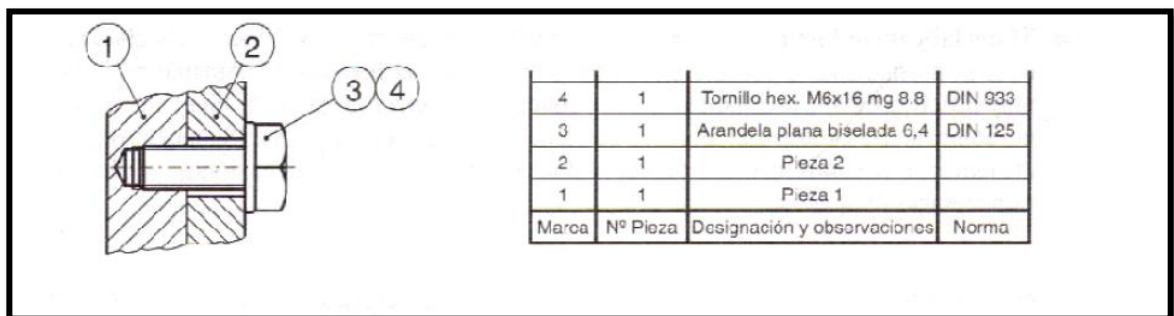 1 2
3 4
4 1 Tornillo hex. M6x16 mg 8.8 DIN 933
3 1 Arandela plana biselada 6,4 DIN 125
2 1 Pieza 2
1 1 Pieza 1
Marca Nº Pieza Designación y observaciones Norma